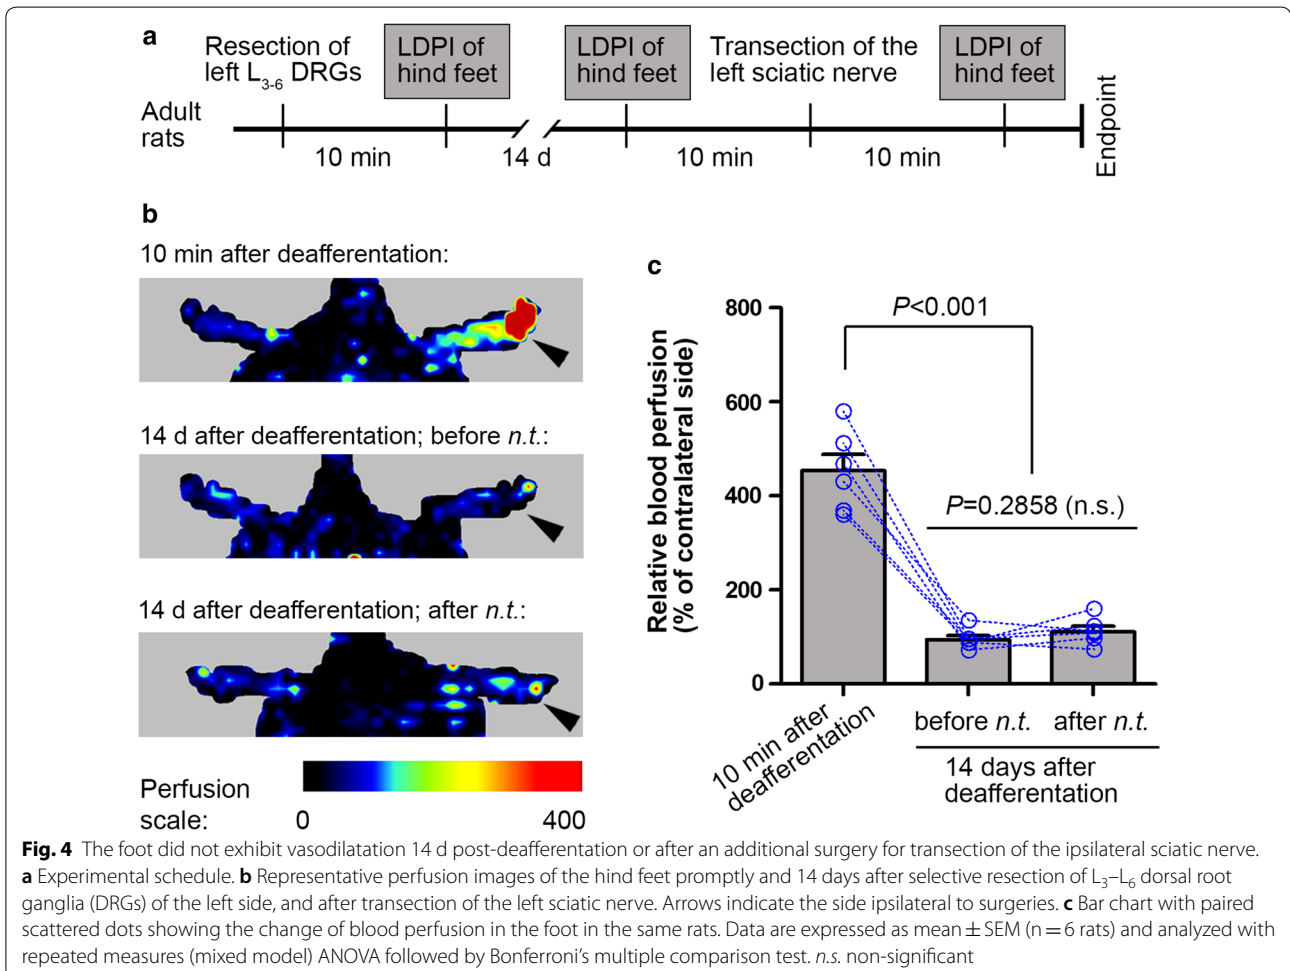 a
Resection of
left L3-6 DRGs
LDPI of
hind feet
LDPI of
hind feet
Transection of the
left sciatic nerve
LDPI of
hind feet
Adult
rats
10 min
14 d
10 min
10 min
Endpoint
b
10 min after deafferentation:
14 d after deafferentation; before n.t.:
14 d after deafferentation; after n.t.:
Perfusion
scale:
0
400
c
Relative blood perfusion
(% of contralateral side)
800
600
400
200
0
P<0.001
P=0.2858 (n.s.)
10 min after
deafferentation
before n.t.
after n.t.
14 days after
deafferentation
Fig. 4 The foot did not exhibit vasodilatation 14 d post-deafferentation or after an additional surgery for transection of the ipsilateral sciatic nerve.
a Experimental schedule. b Representative perfusion images of the hind feet promptly and 14 days after selective resection of L3–L6 dorsal root
ganglia (DRGs) of the left side, and after transection of the left sciatic nerve. Arrows indicate the side ipsilateral to surgeries. c Bar chart with paired
scattered dots showing the change of blood perfusion in the foot in the same rats. Data are expressed as mean ± SEM (n = 6 rats) and analyzed with
repeated measures (mixed model) ANOVA followed by Bonferroni's multiple comparison test. n.s. non-significant